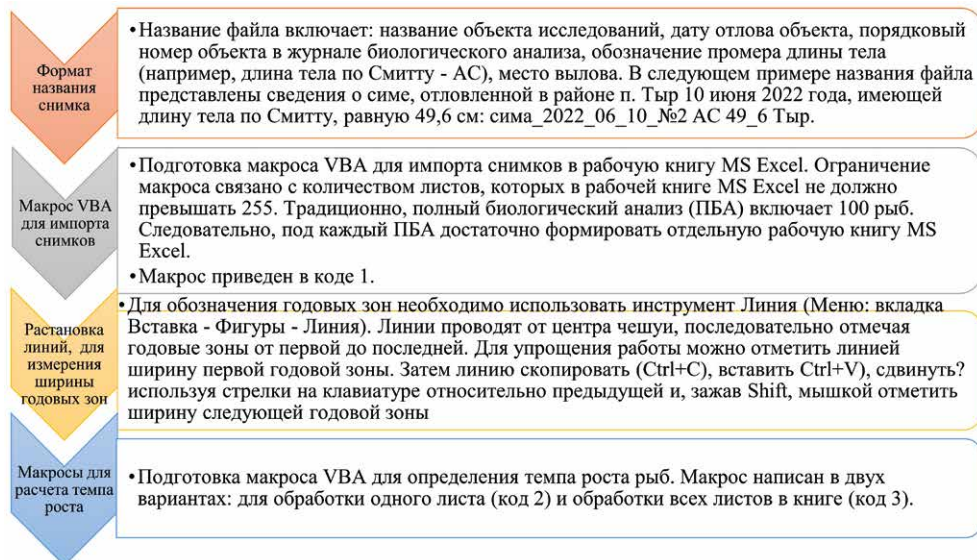 Формат
названия
снимка
•Название файла включает: название объекта исследований, дату отлова объекта, порядковый
номер объекта в журнале биологического анализа, обозначение промера длины тела
(например, длина тела по Смитту - АС), место вылова. В следующем примере названия файла
представлены сведения о симе, отловленной в районе п. Тыр 10 июня 2022 года, имеющей
длину тела по Смитту, равную 49,6 см: сима_2022_06_10_№2 АС 49_6 Тыр.
Макрос VBA
для импорта
снимков
•Подготовка макроса VBA для импорта снимков в рабочую книгу MS Excel. Ограничение
макроса связано с количеством листов, которых в рабочей книге MS Excel не должно
превышать 255. Традиционно, полный биологический анализ (ПБА) включает 100 рыб.
Следовательно, под каждый ПБА достаточно формировать отдельную рабочую книгу MS
Excel.
•Макрос приведен в коде 1.
Растановка
линий, для
измерения
ширины
годовых зон
•Для обозначения годовых зон необходимо использовать инструмент Линия (Меню: вкладка
Вставка - Фигуры - Линия). Линии проводят от центра чешуи, последовательно отмечая
годовые зоны от первой до последней. Для упрощения работы можно отметить линией
ширину первой годовой зоны. Затем линию скопировать (Ctrl+C), вставить Ctrl+V), сдвинуть?
используя стрелки на клавиатуре относительно предыдущей и, зажав Shift, мышкой отметить
ширину следующей годовой зоны
Макросы для
расчета темпа
роста
•Подготовка макроса VBA для определения темпа роста рыб. Макрос написан в двух
вариантах: для обработки одного листа (код 2) и обработки всех листов в книге (код 3).